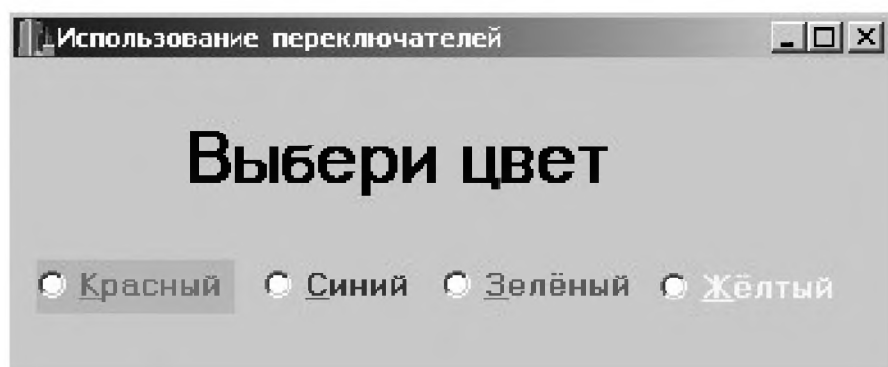 Использование переключателей
Выбери цвет
Красный Синий Зелёный Жёлтый